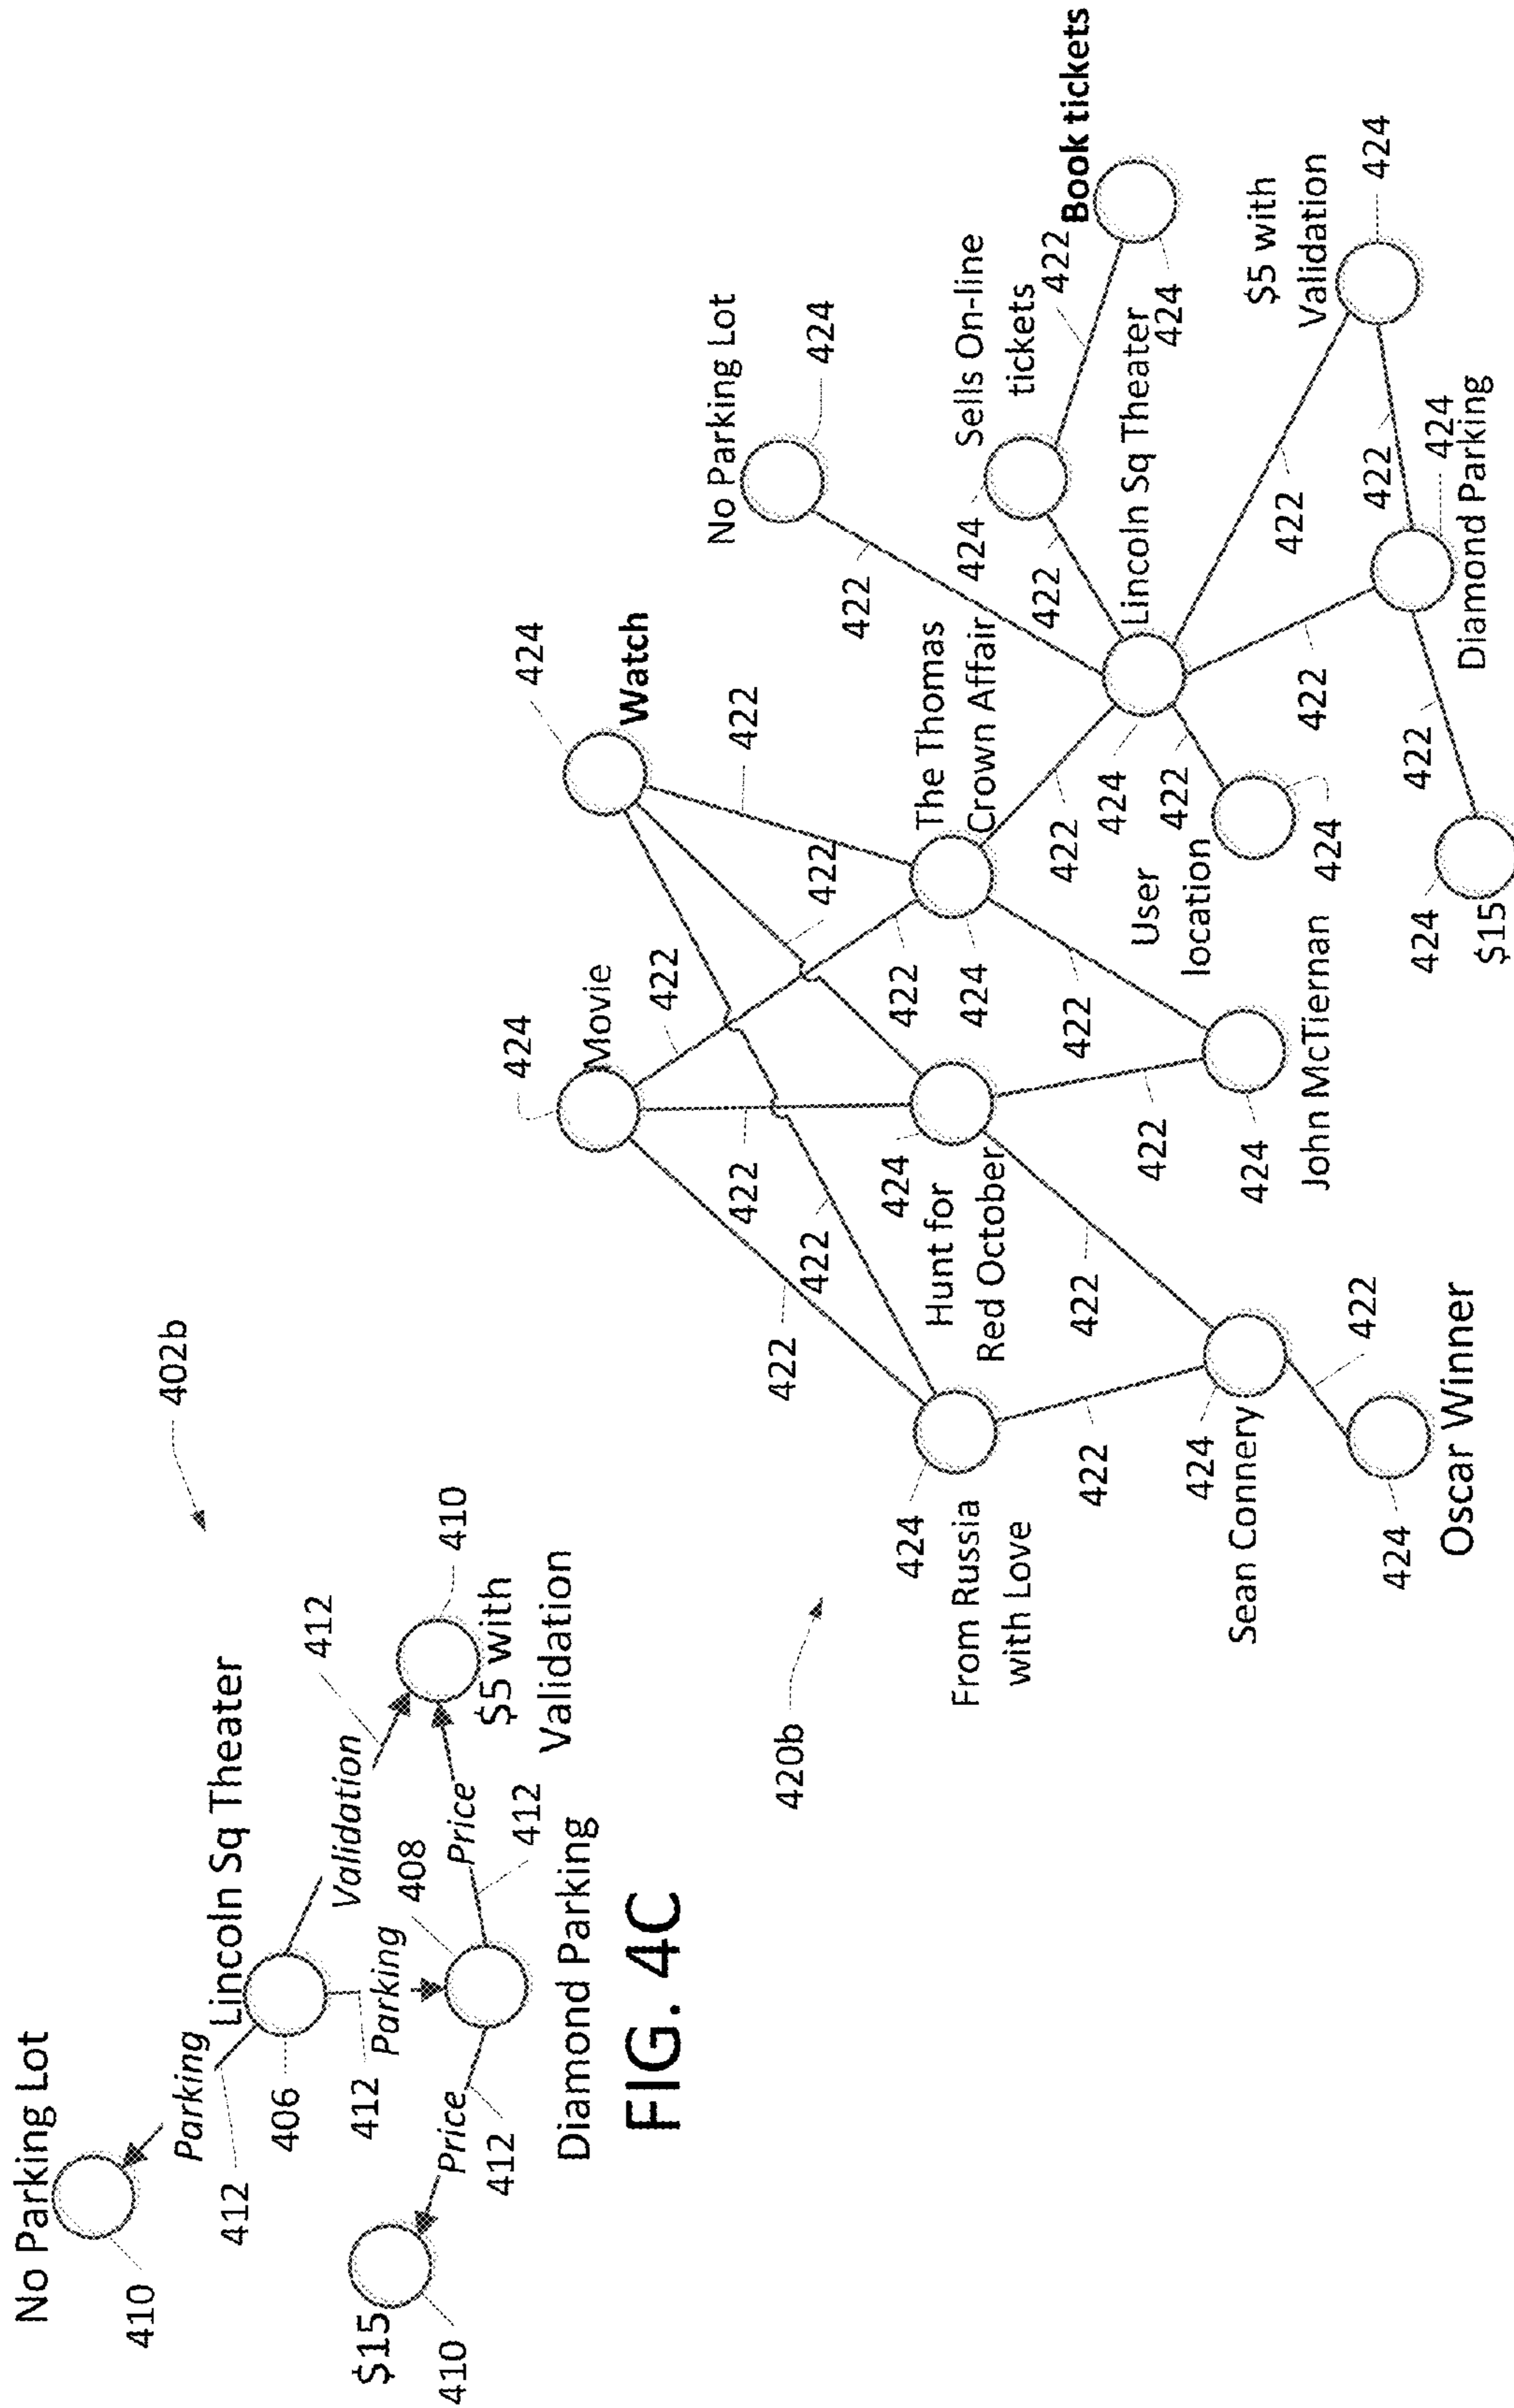 No Parking Lot
410
Parking
412
Lincoln Sq Theater
406
412
Parking
Validation
412
402b
$15
410
Price
412
408
Price
412
410
$5 with
Validation
Diamond Parking
FIG. 4C
420b
424
Movie
424
Watch
422
422
422
422
422
422
422
424
From Russia
with Love
424
Hunt for
Red October
424
The Thomas
Crown Affair
No Parking Lot
424
422
Sells On-line
tickets
424
422
422
Book tickets
424
422
422
422
422
422
424
Sean Connery
424
John McTiernan
User
location
424
422
424
Lincoln Sq Theater
422
422
$5 with
Validation
424
422
424
Oscar Winner
422
424
$15
422
424
Diamond Parking